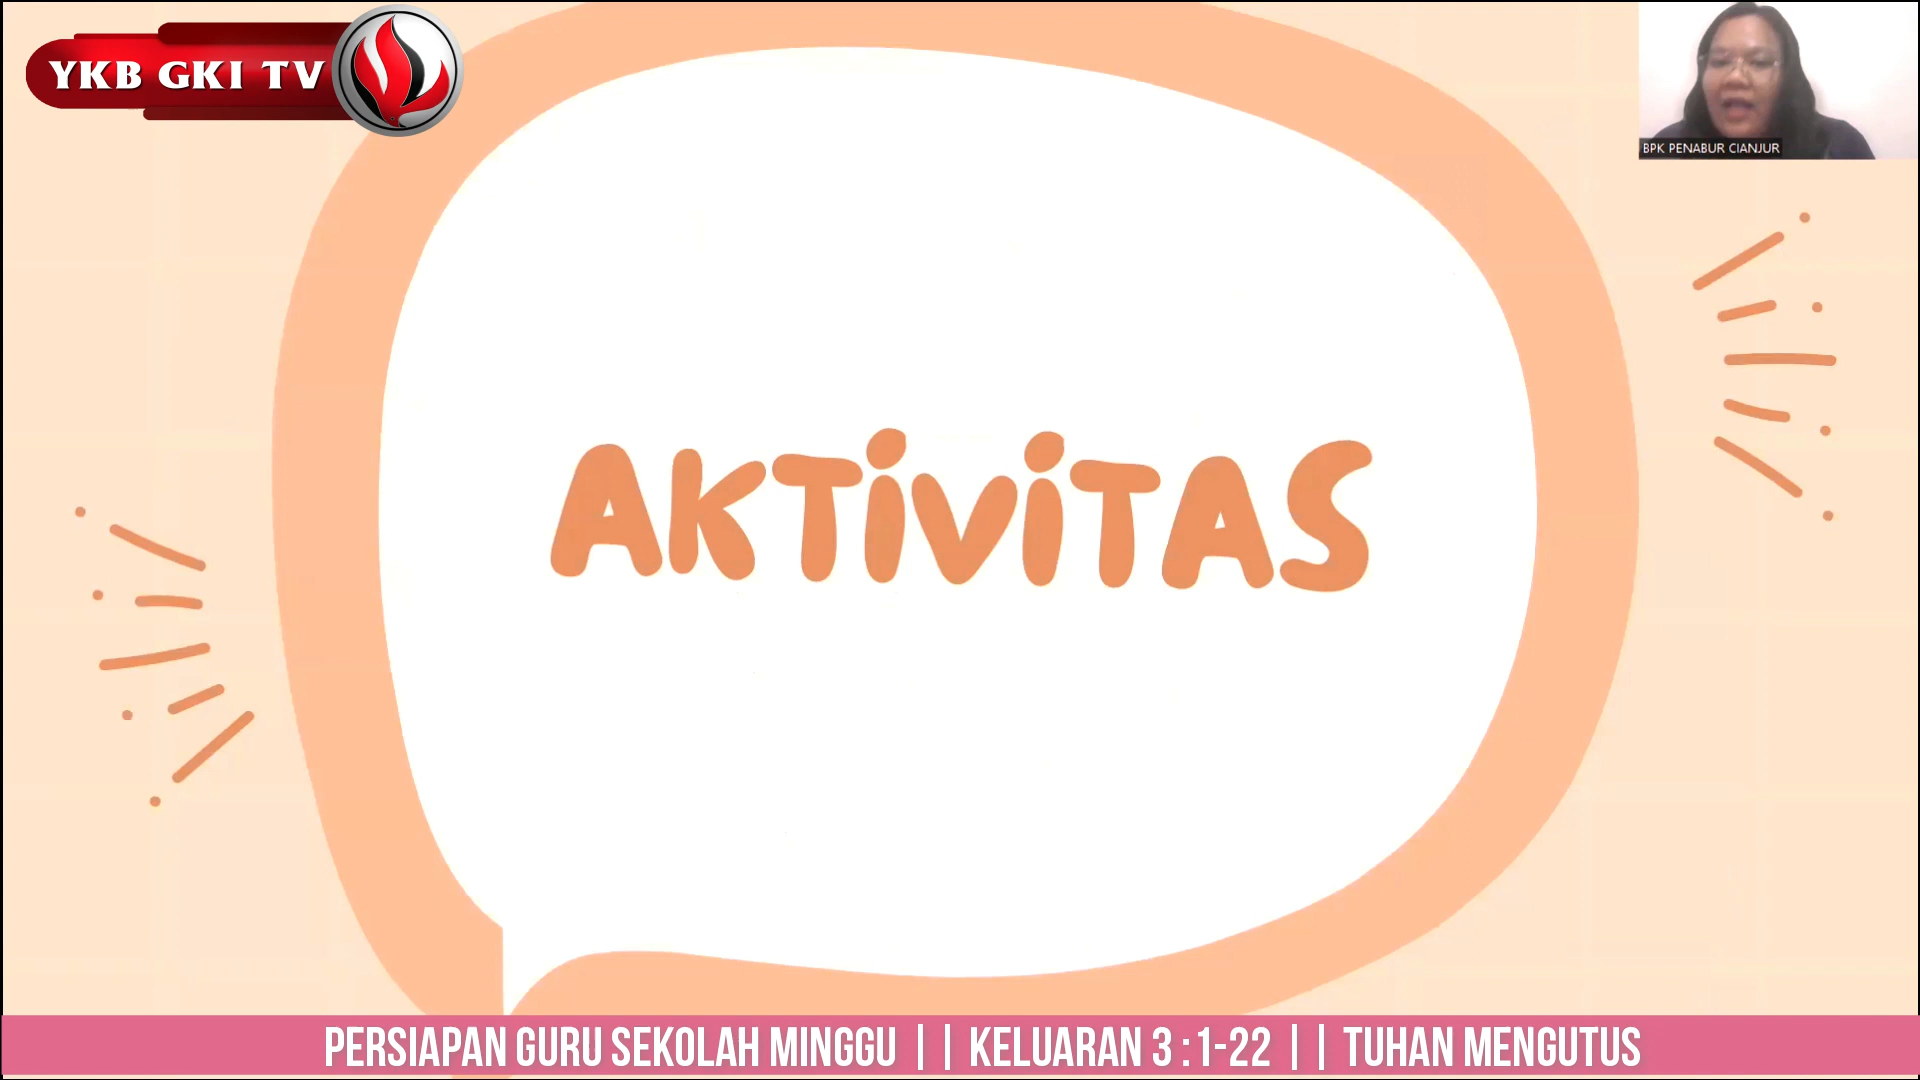 YKB GKI TV
BPK PENABUR CIANJUR
AKTIVITAS
PERSIAPAN GURU SEKOLAH MINGGU || KELUARAN 3 :1-22 || TUHAN MENGUTUS